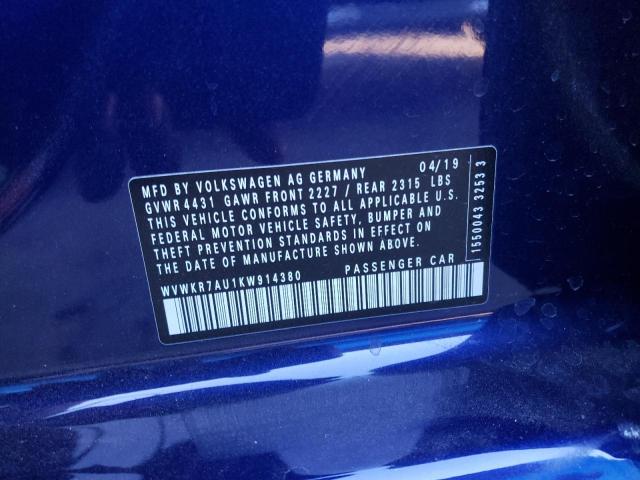 MFD BY VOLKSWAGEN AG GERMANY 04/19
GVWR 4431 GAWR FRONT 2227 / REAR 2315 LBS
THIS VEHICLE CONFORMS TO ALL APPLICABLE U.S.
FEDERAL MOTOR VEHICLE SAFETY, BUMPER AND
THEFT PREVENTION STANDARDS IN EFFECT ON
THE DATE OF MANUFACTURE SHOWN ABOVE.
WVWKR7AU1KW914380 PASSENGER CAR
1550043 3253 3